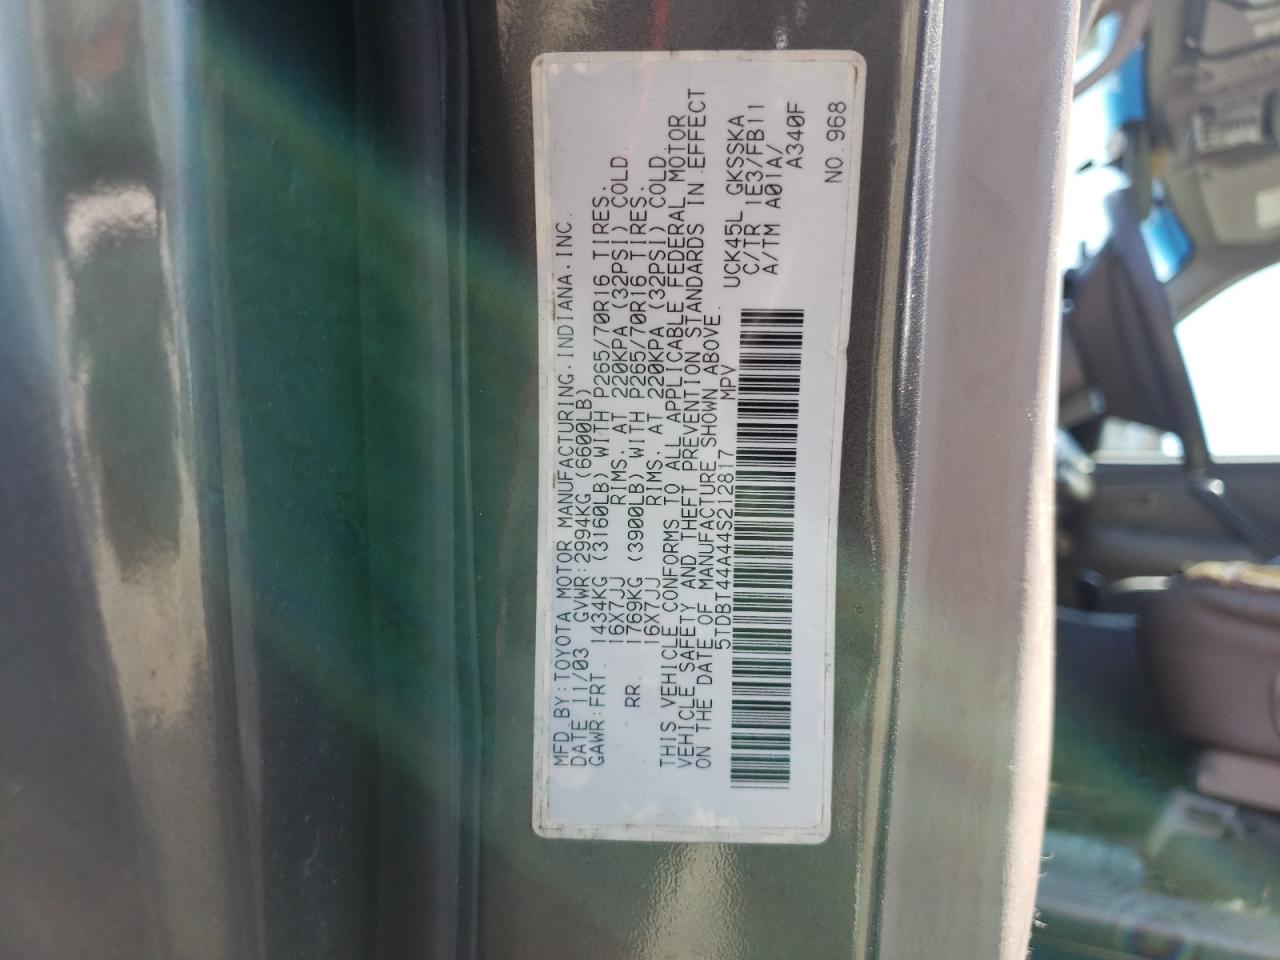 MFD.BY:TOYOTA MOTOR MANUFACTURING.INDIANA.INC.
DATE 11/03 GVWR:2994KG (6600LB)
GAWR:FRT. 1434KG (3160LB) WITH P265/70R16 TIRES.
16X7JJ RIMS. AT 220KPA (32PSI) COLD.
RR. 1769KG (3900LB) WITH P265/70R16 TIRES.
16X7JJ RIMS. AT 220KPA (32PSI) COLD
THIS VEHICLE CONFORMS TO ALL APPLICABLE FEDERAL MOTOR
VEHICLE SAFETY AND THEFT PREVENTION STANDARDS IN EFFECT
ON THE DATE OF MANUFACTURE SHOWN ABOVE.
5TDBT44A44S212817 MPV
UCK45L GKSSKA
C/TR 1E3/FB11
A/TM A01A/
A340F
NO 968